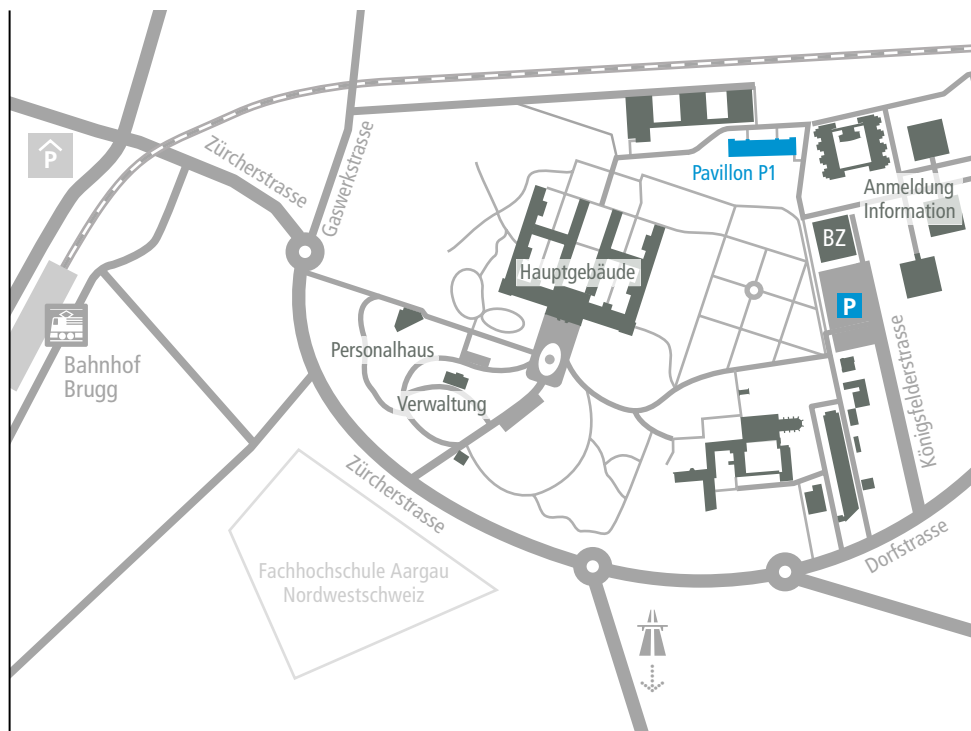 P
Zürcherstrasse
Gaswerkstrasse
Pavillon P1
Anmeldung
Information
BZ
Hauptgebäude
P
Bahnhof
Brugg
Personalhaus
Verwaltung
Königsfelderstrasse
Zürcherstrasse
Dorfstrasse
Fachhochschule Aargau
Nordwestschweiz